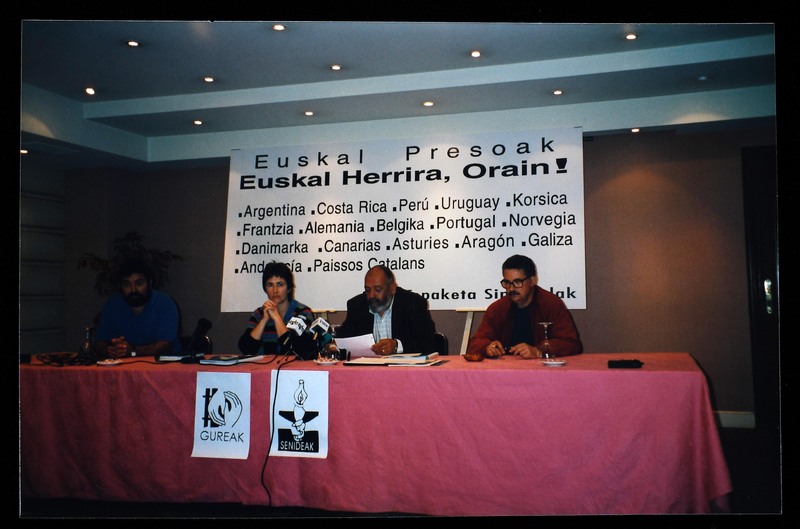 Euskal Presoak
Euskal Herrira, Orain!
.Argentina .Costa Rica .Perú .Uruguay .Korsica
.Frantzia .Alemania .Belgika .Portugal .Norvegia
.Danimarka .Canarias .Asturies .Aragón .Galiza
.Andalusía .Paissos Catalans
GUREAK
SENIDEAK